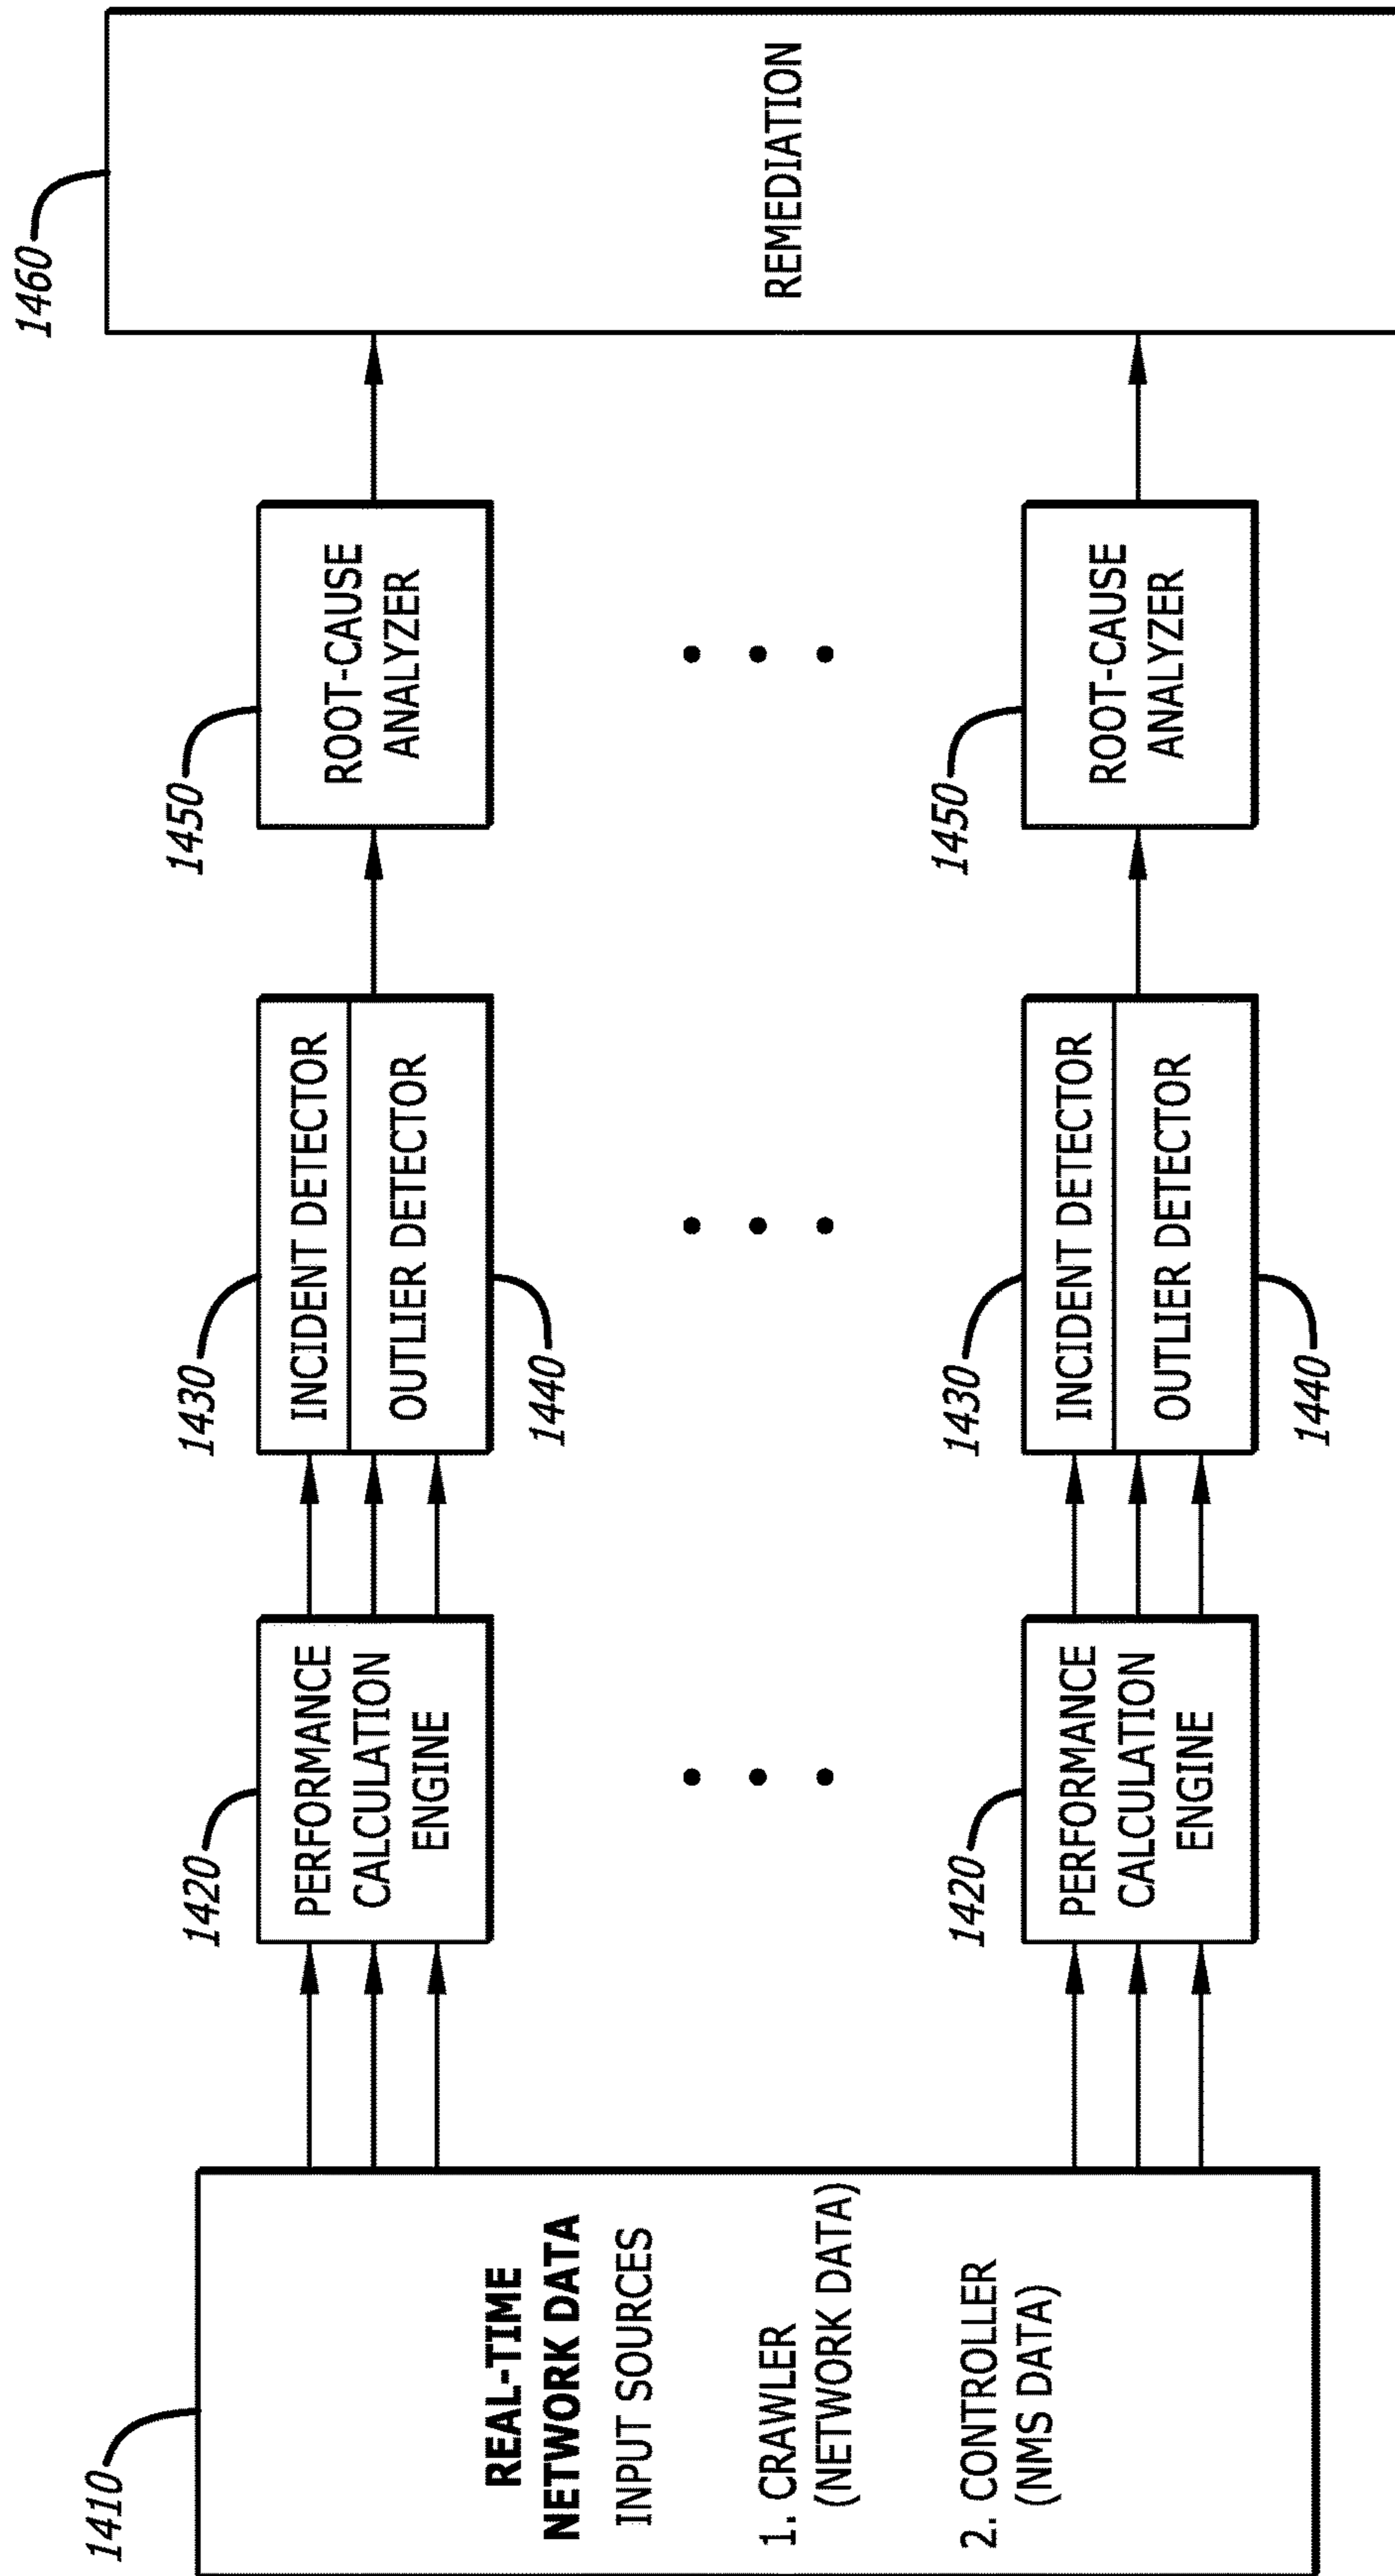 1410
REAL-TIME
NETWORK DATA
INPUT SOURCES
1. CRAWLER
(NETWORK DATA)
2. CONTROLLER
(NMS DATA)
1420
PERFORMANCE
CALCULATION
ENGINE
1430
INCIDENT DETECTOR
OUTLIER DETECTOR
1440
1450
ROOT-CAUSE
ANALYZER
1420
PERFORMANCE
CALCULATION
ENGINE
1430
INCIDENT DETECTOR
OUTLIER DETECTOR
1440
1450
ROOT-CAUSE
ANALYZER
1460
REMEDIATION